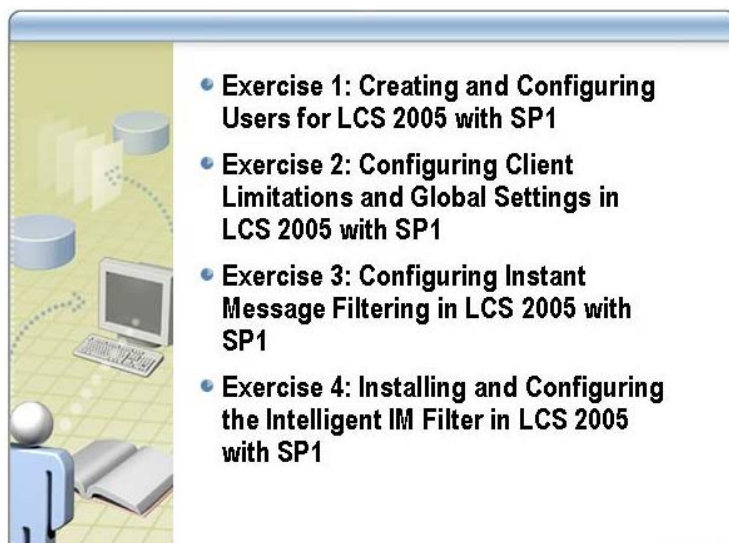 Exercise 1: Creating and Configuring
Users for LCS 2005 with SP1
Exercise 2: Configuring Client
Limitations and Global Settings in
LCS 2005 with SP1
Exercise 3: Configuring Instant
Message Filtering in LCS 2005 with
SP1
Exercise 4: Installing and Configuring
the Intelligent IM Filter in LCS 2005
with SP1